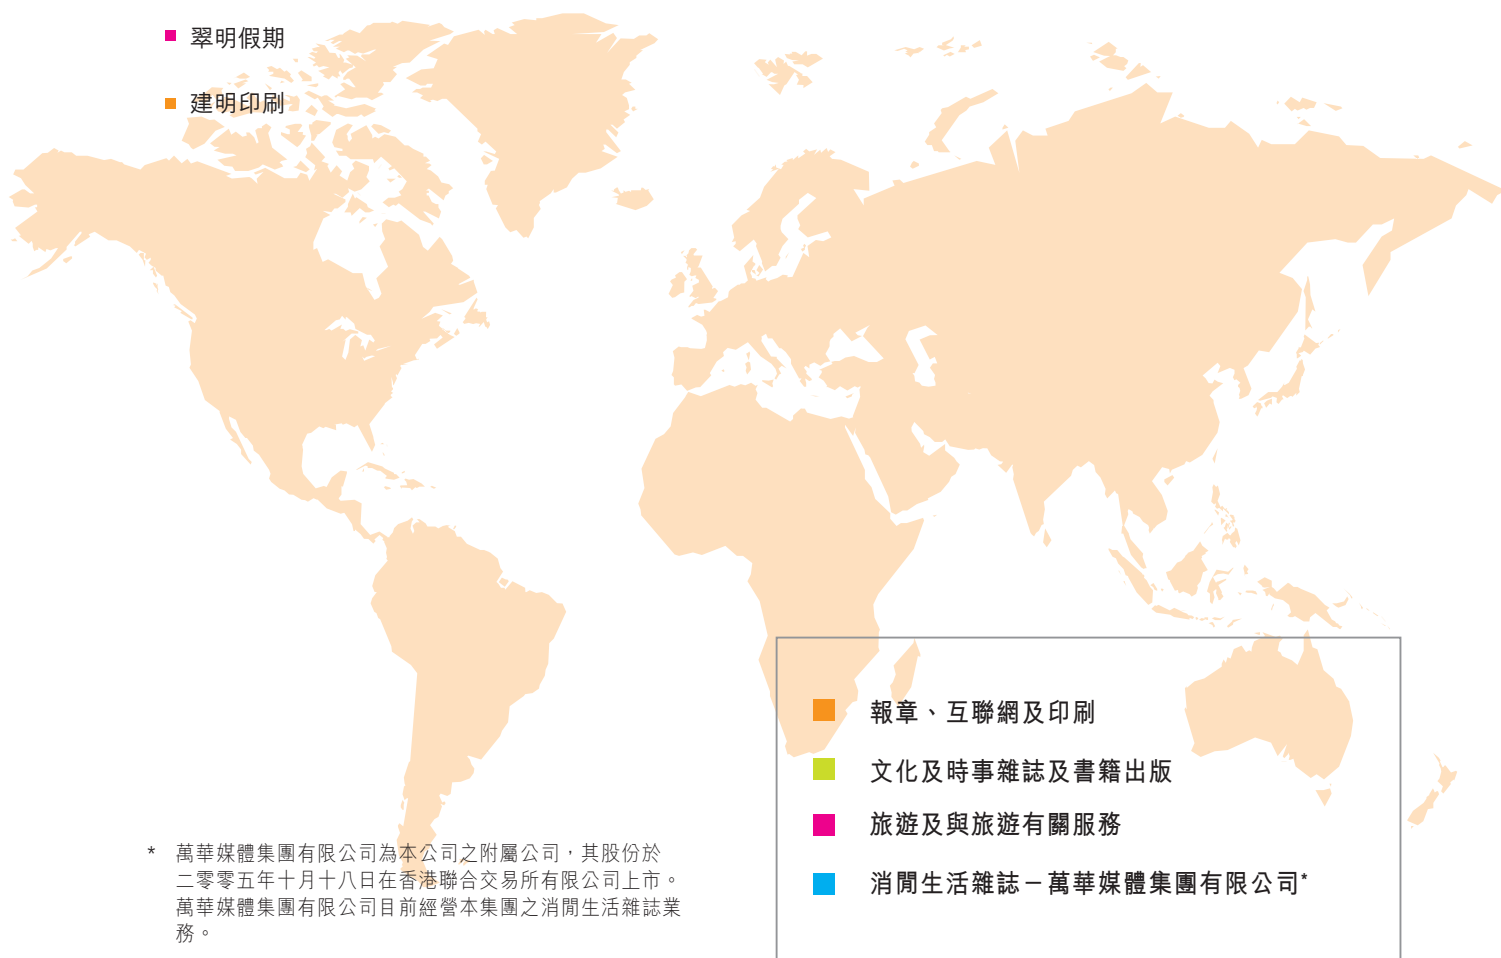 翠明假期
建明印刷
報章、互聯網及印刷
文化及時事雜誌及書籍出版
旅遊及與旅遊有關服務
消閒生活雜誌－萬華媒體集團有限公司*
* 萬華媒體集團有限公司為本公司之附屬公司，其股份於
二零零五年十月十八日在香港聯合交易所有限公司上市。
萬華媒體集團有限公司目前經營本集團之消閒生活雜誌業
務。